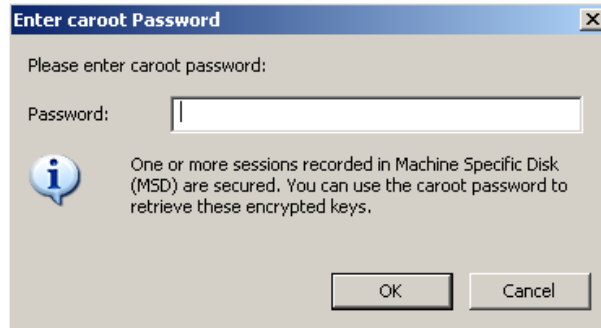 Enter caroot Password
Please enter caroot password:
Password:
One or more sessions recorded in Machine Specific Disk
(MSD) are secured. You can use the caroot password to
retrieve these encrypted keys.
OK
Cancel